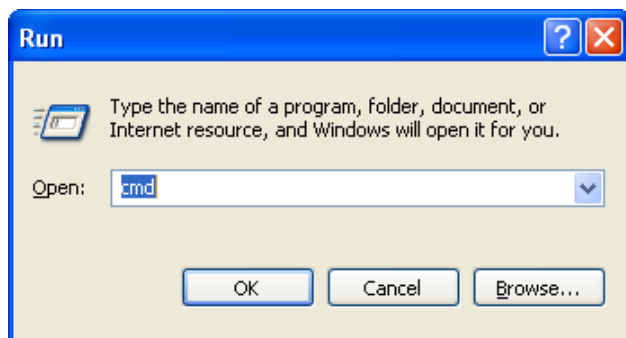 Run
Type the name of a program, folder, document, or
Internet resource, and Windows will open it for you.
Open: cmd
OK Cancel Browse...